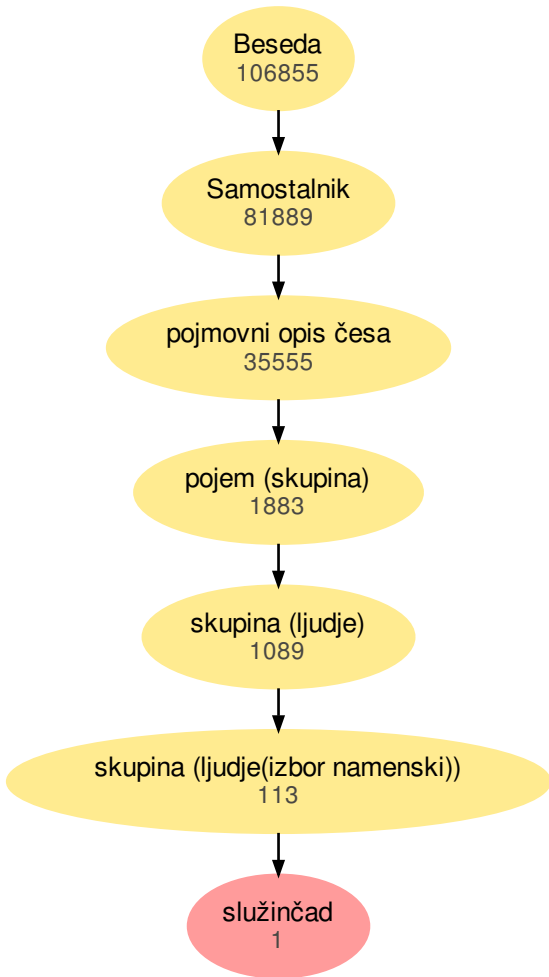 Beseda
106855
Samostalnik
81889
pojmovni opis česa
35555
pojem (skupina)
1883
skupina (ljudje)
1089
skupina (ljudje(izbor namenski))
113
služinčad
1